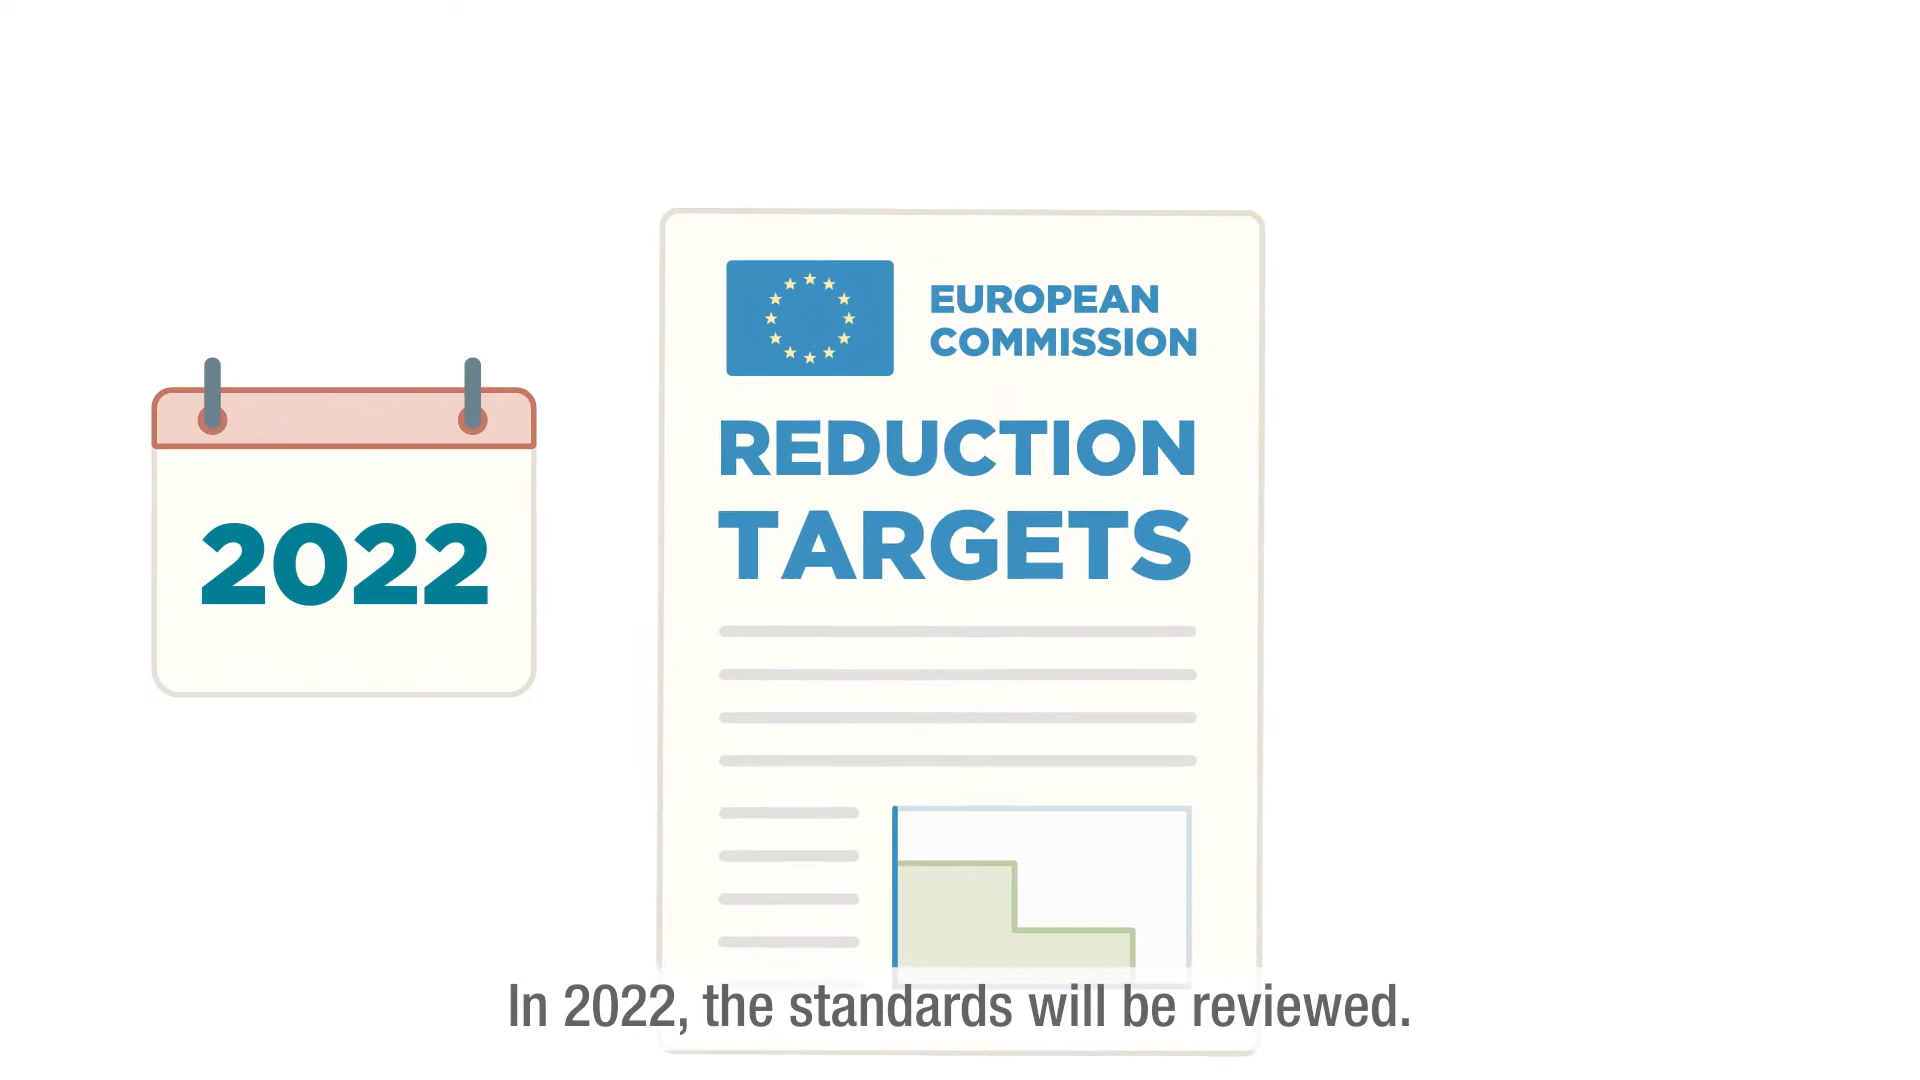 2022
EUROPEAN
COMMISSION
REDUCTION
TARGETS
In 2022, the standards will be reviewed.